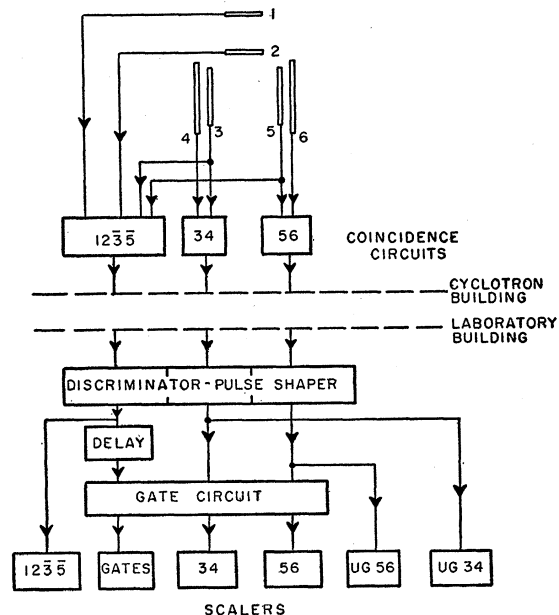 1
2
4
3
5
6
123̅5̅
34
56
COINCIDENCE
CIRCUITS
CYCLOTRON
BUILDING
LABORATORY
BUILDING
DISCRIMINATOR-PULSE SHAPER
DELAY
GATE CIRCUIT
123̅5̅
GATES
34
56
UG 56
UG 34
SCALERS